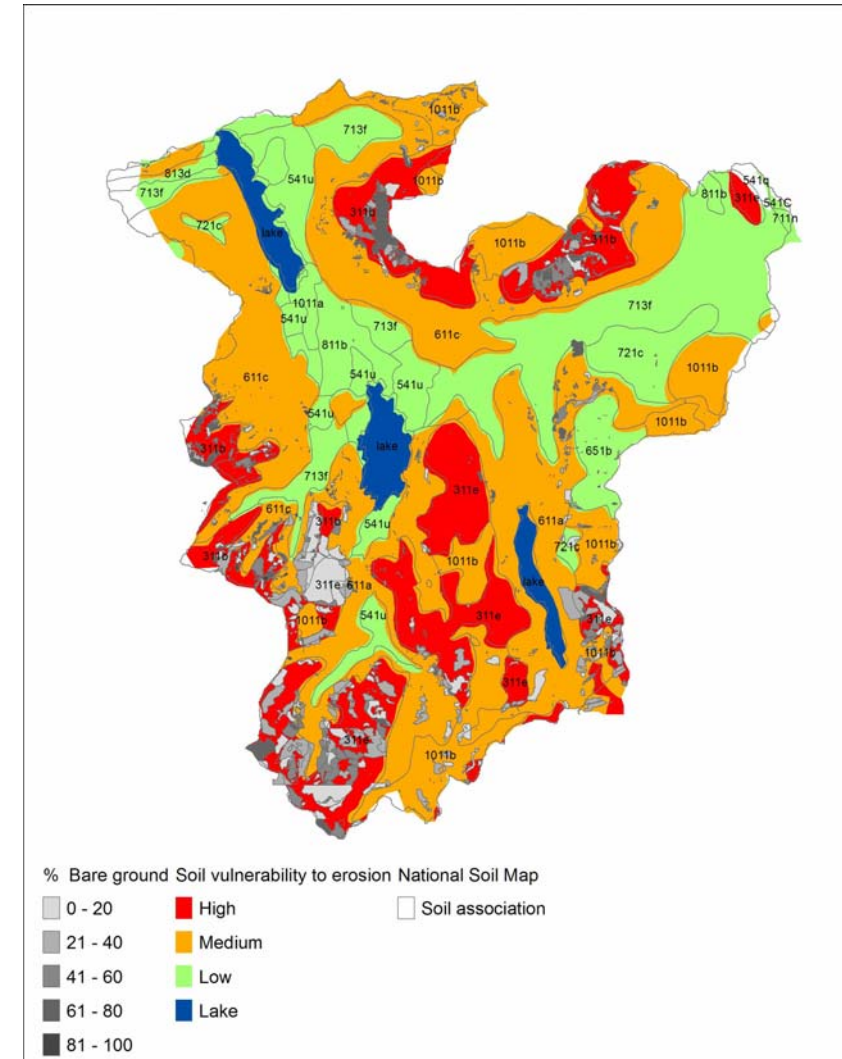 1011b
713f
813d
541u
1011b
713f
311b
541q
811b
311e
541C
711n
721c
lake
1011b
311b
1011a
541u
713f
713f
611c
811b
721c
541u
541u
1011b
611c
541u
1011b
311b
lake
651b
713f
311e
611c
311b
541u
611a
311b
1011b
721c
1011b
311e
611a
lake
541u
311e
311e
1011b
1011b
311e
311e
1011b
% Bare ground Soil vulnerability to erosion National Soil Map
0 - 20 High Soil association
21 - 40 Medium
41 - 60 Low
61 - 80 Lake
81 - 100